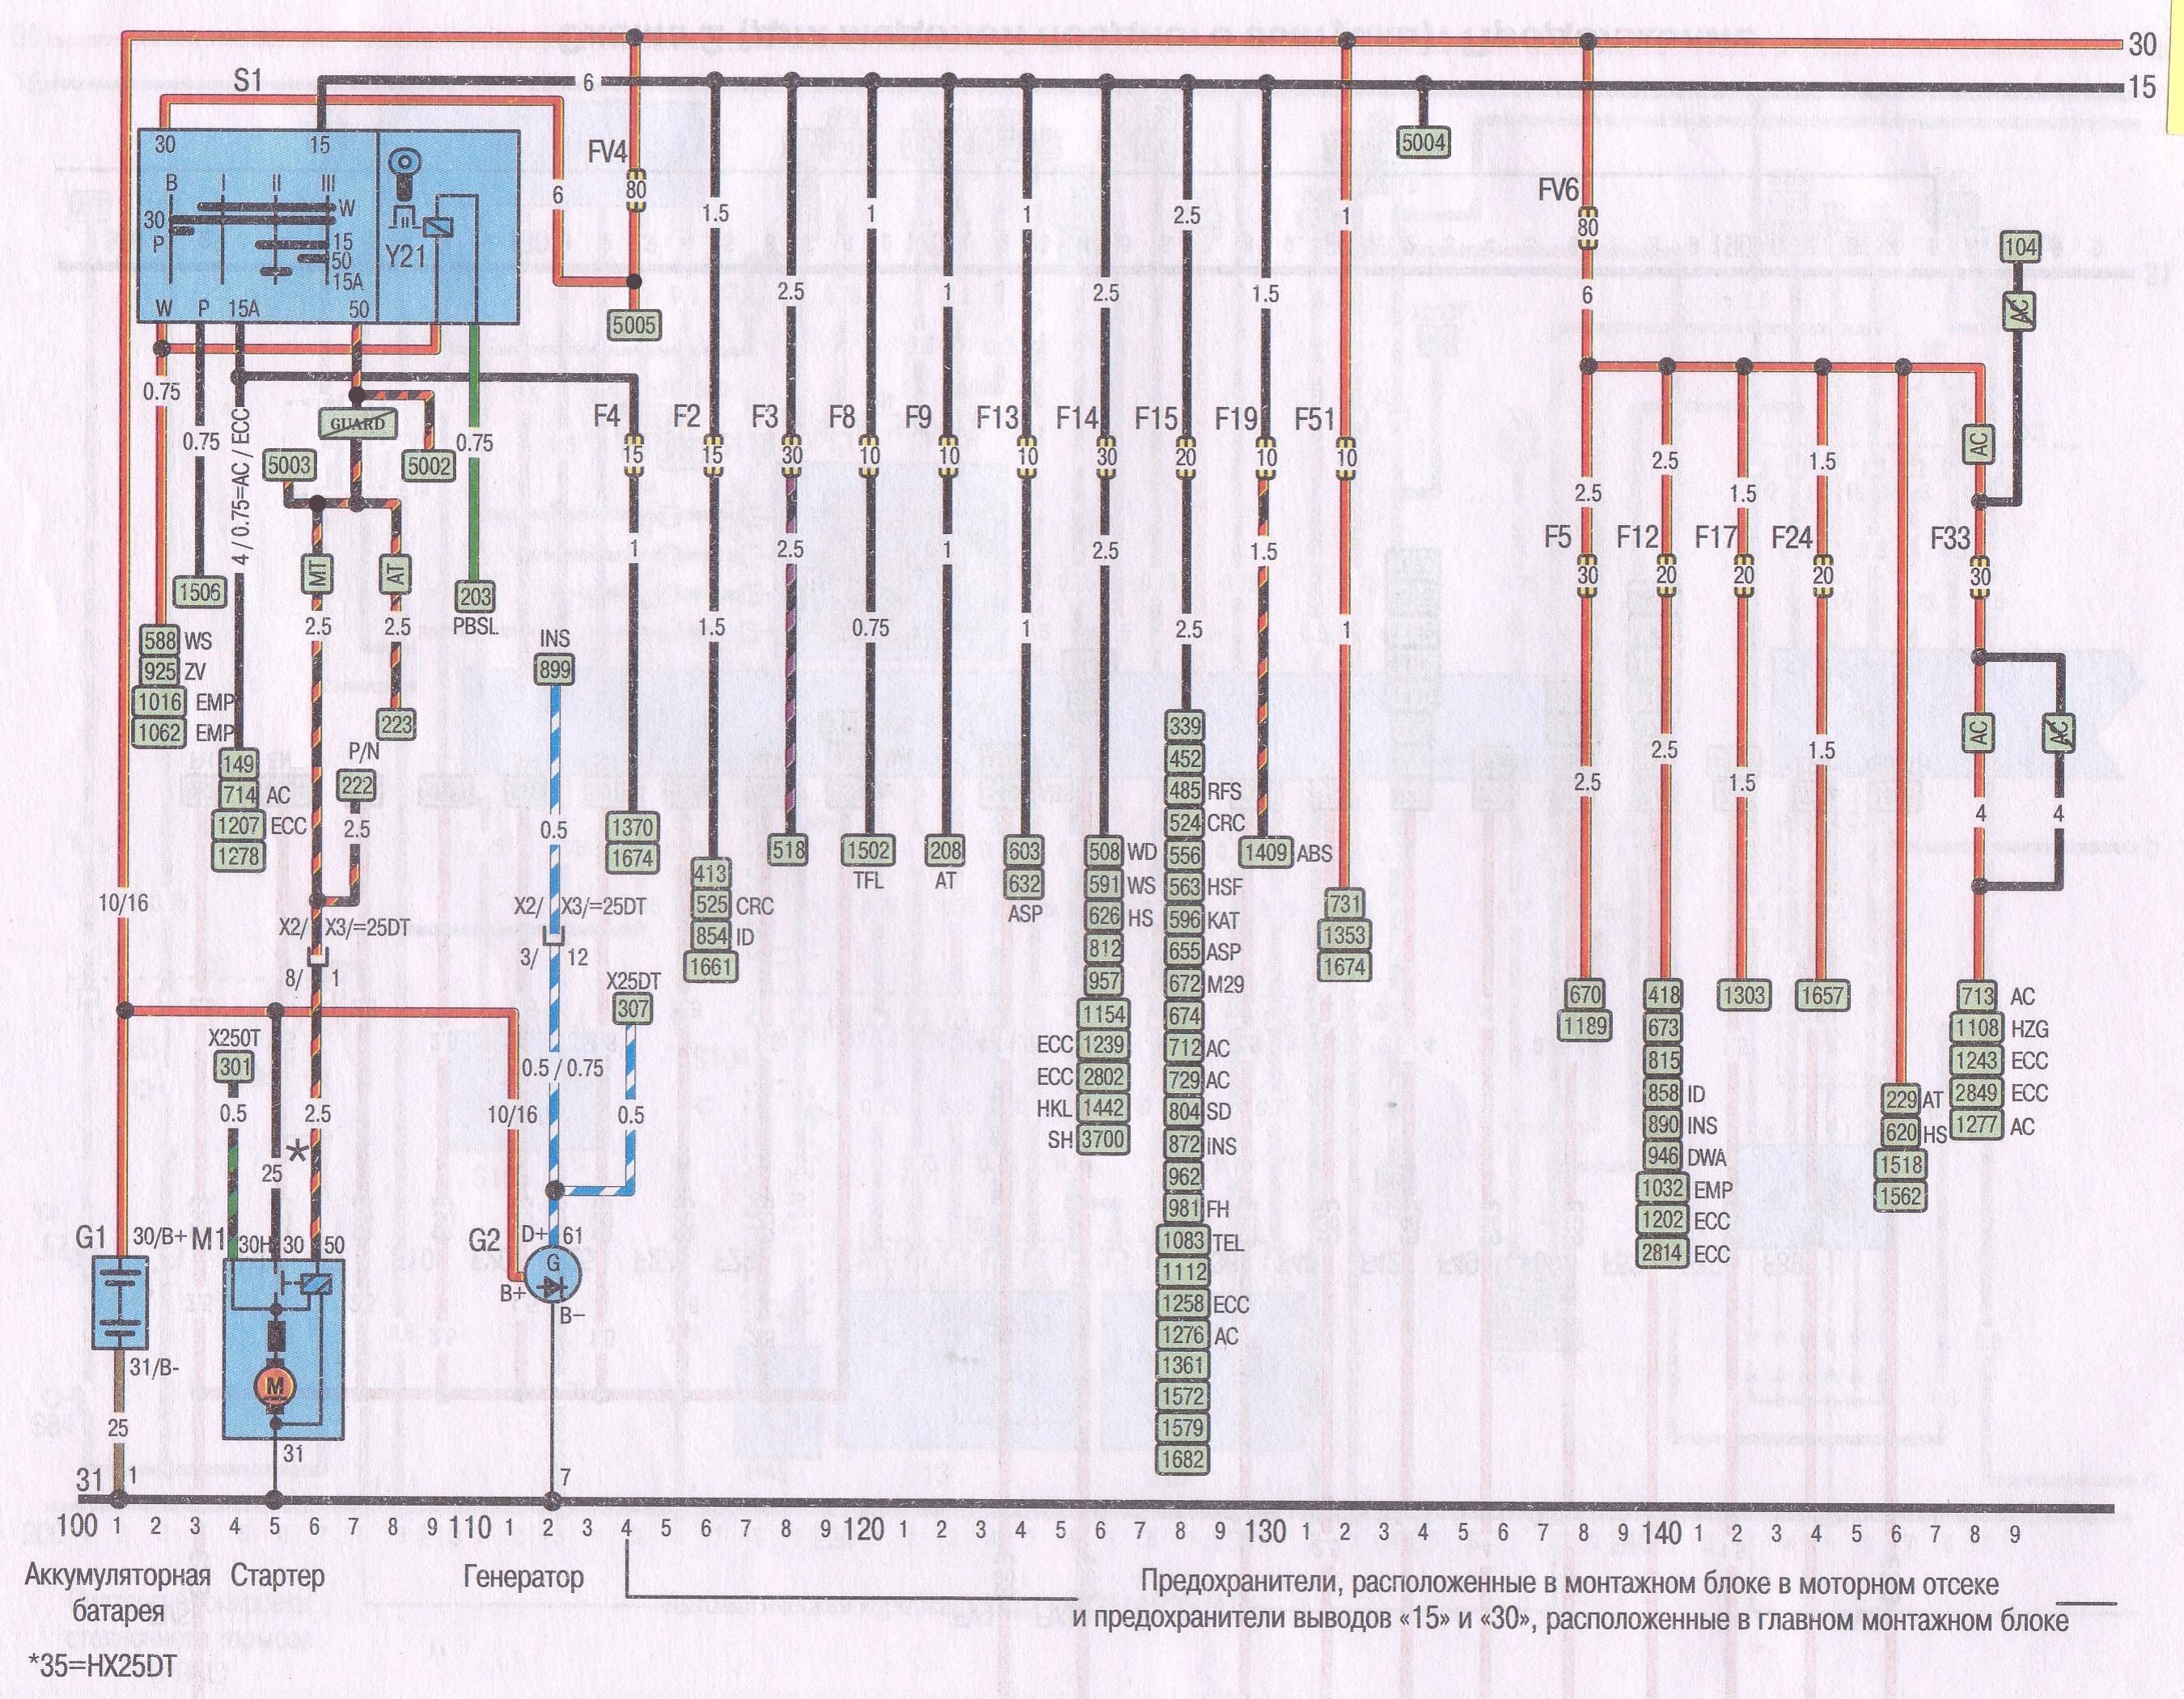 30
S1
6
15
30
15
FV4
5004
B
I
II
III
W
30
P
15
50
15A
Y21
6
80
1.5
2.5
1
1
1
2.5
2.5
1.5
1
FV6
80
104
AC
6
W
P
15A
50
5005
0.75
0.75
4 / 0.75=AC / ECC
GUARD
0.75
5003
5002
F4
F2
F3
F8
F9
F13
F14
F15
F19
F51
15
15
30
10
10
10
30
20
10
10
2.5
2.5
1.5
1.5
AC
F5
F12
F17
F24
F33
30
20
20
20
30
1
2.5
1
2.5
1.5
MT
AT
1506
203
PBSL
2.5
2.5
1.5
0.75
1
2.5
1
588 WS
925 ZV
1016 EMP
1062 EMP
INS
899
223
P/N
222
2.5
149
714 AC
1207 ECC
1278
0.5
1370
1674
413
525 CRC
854 ID
1661
518
1502
TFL
208
AT
603
632
ASP
508 WD
591 WS
626 HS
812
957
1154
ECC 1239
ECC 2802
HKL 1442
SH 3700
339
452
485 RFS
524 CRC
556
563 HSF
596 KAT
655 ASP
672 M29
674
712 AC
729 AC
804 SD
872 INS
962
981 FH
1083 TEL
1112
1258 ECC
1276 AC
1361
1572
1579
1682
1409 ABS
731
1353
1674
2.5
2.5
1.5
1.5
AC
AC
4
4
670
1189
418
673
815
858 ID
890 INS
946 DWA
1032 EMP
1202 ECC
2814 ECC
1303
1657
229 AT
620 HS
1518
1562
713 AC
1108 HZG
1243 ECC
2849 ECC
1277 AC
10/16
X2/ X3/=25DT
8/ 1
X2/ X3/=25DT
3/ 12
X25DT
307
X250T
301
0.5
2.5
*
25
10/16
0.5 / 0.75
0.5
G1
30/B+
M1
30H
30
50
G2
D+
61
G
B+
B–
31/B-
M
25
31
31
1
7
100 1 2 3 4 5 6 7 8 9 110 1 2 3 4 5 6 7 8 9 120 1 2 3 4 5 6 7 8 9 130 1 2 3 4 5 6 7 8 9 140 1 2 3 4 5 6 7 8 9
Аккумуляторная
батарея
Стартер
Генератор
Предохранители, расположенные в монтажном блоке в моторном отсеке
и предохранители выводов «15» и «30», расположенные в главном монтажном блоке
*35=HX25DT